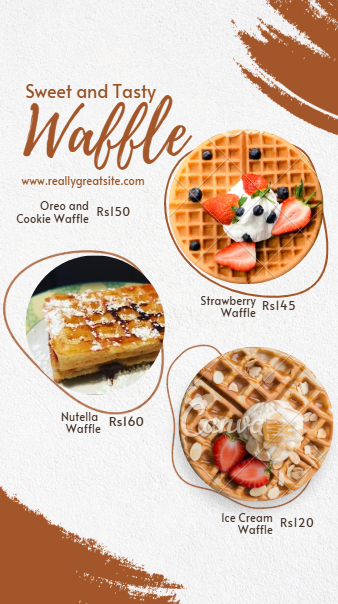 Sweet and Tasty
Waffle
www.reallygreatsite.com
Oreo and
Cookie Waffle Rs150
Strawberry
Waffle Rs145
Nutella
Waffle Rs160
Canva
Ice Cream
Waffle Rs120